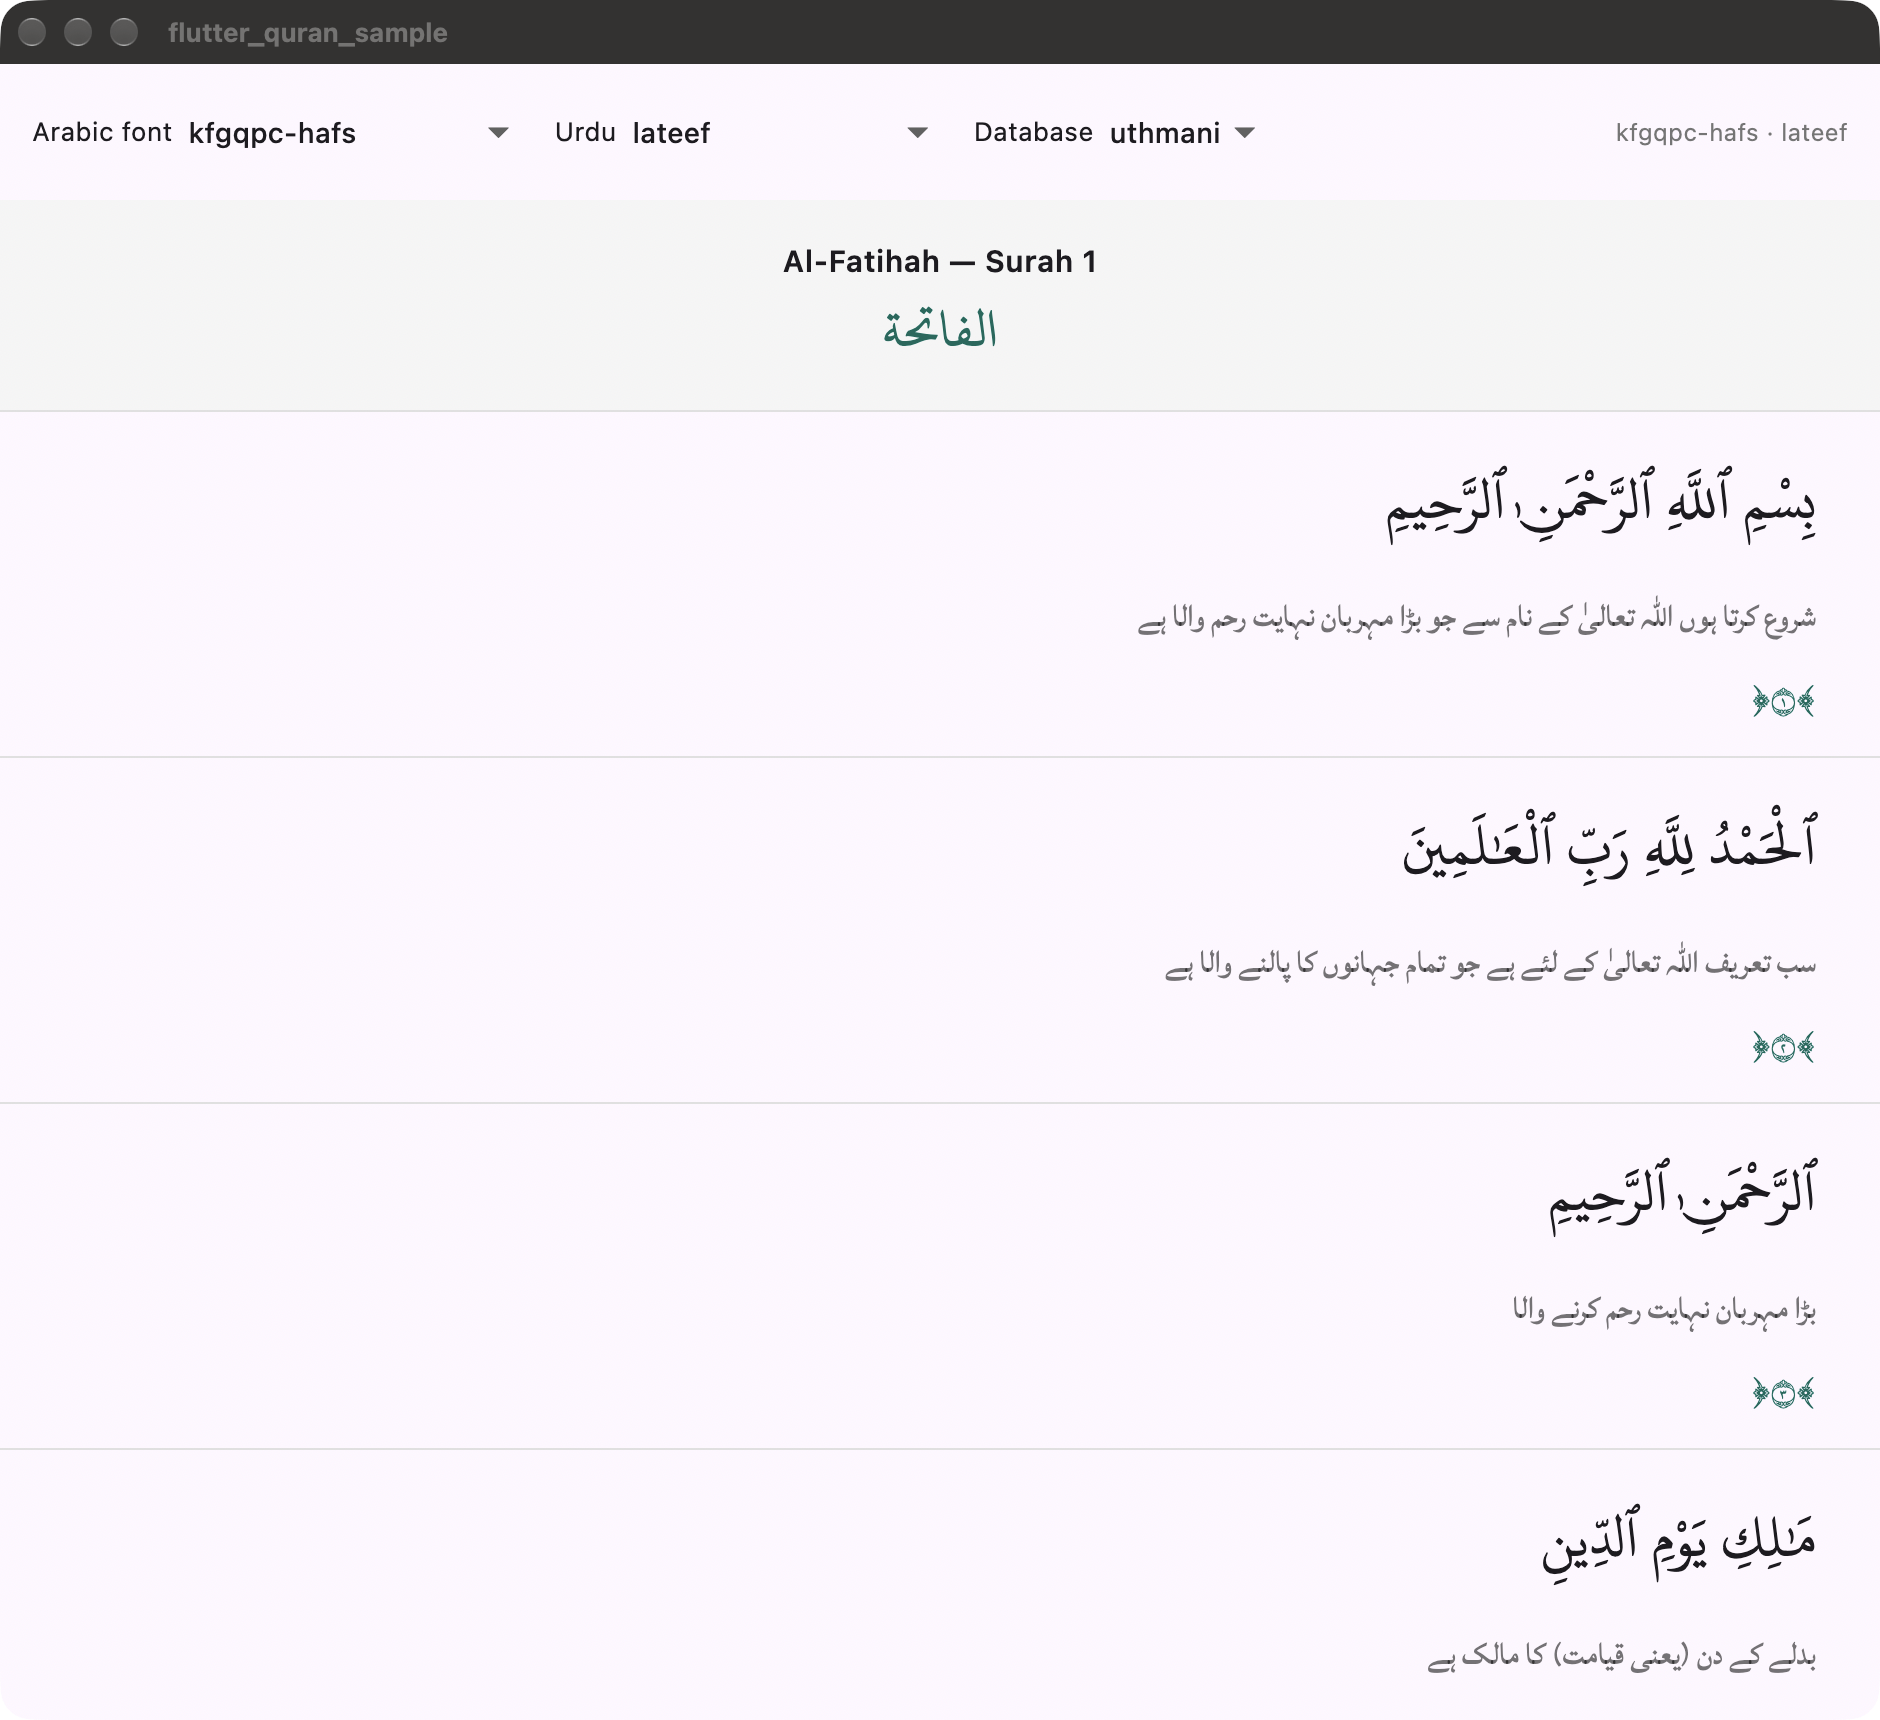 flutter_quran_sample
Arabic font kfgqpc-hafs Urdu lateef Database uthmani kfgqpc-hafs · lateef
Al-Fatihah — Surah 1
الفاتحة
بِسْمِ ٱللَّهِ ٱلرَّحْمَنِٰ ٱلرَّحِيمِ
شروع کرتا ہوں اللہ تعالیٰ کے نام سے جو بڑا مہربان نہایت رحم والا ہے
﴿١﴾
ٱلْحَمْدُ لِلَّهِ رَبِّ ٱلْعَٰلَمِينَ
سب تعریف اللہ تعالیٰ کے لئے ہے جو تمام جہانوں کا پالنے والا ہے
﴿٢﴾
ٱلرَّحْمَنِٰ ٱلرَّحِيمِ
بڑا مہربان نہایت رحم کرنے والا
﴿٣﴾
مَٰلِكِ يَوْمِ ٱلدِّينِ
بدلے کے دن (یعنی قیامت) کا مالک ہے